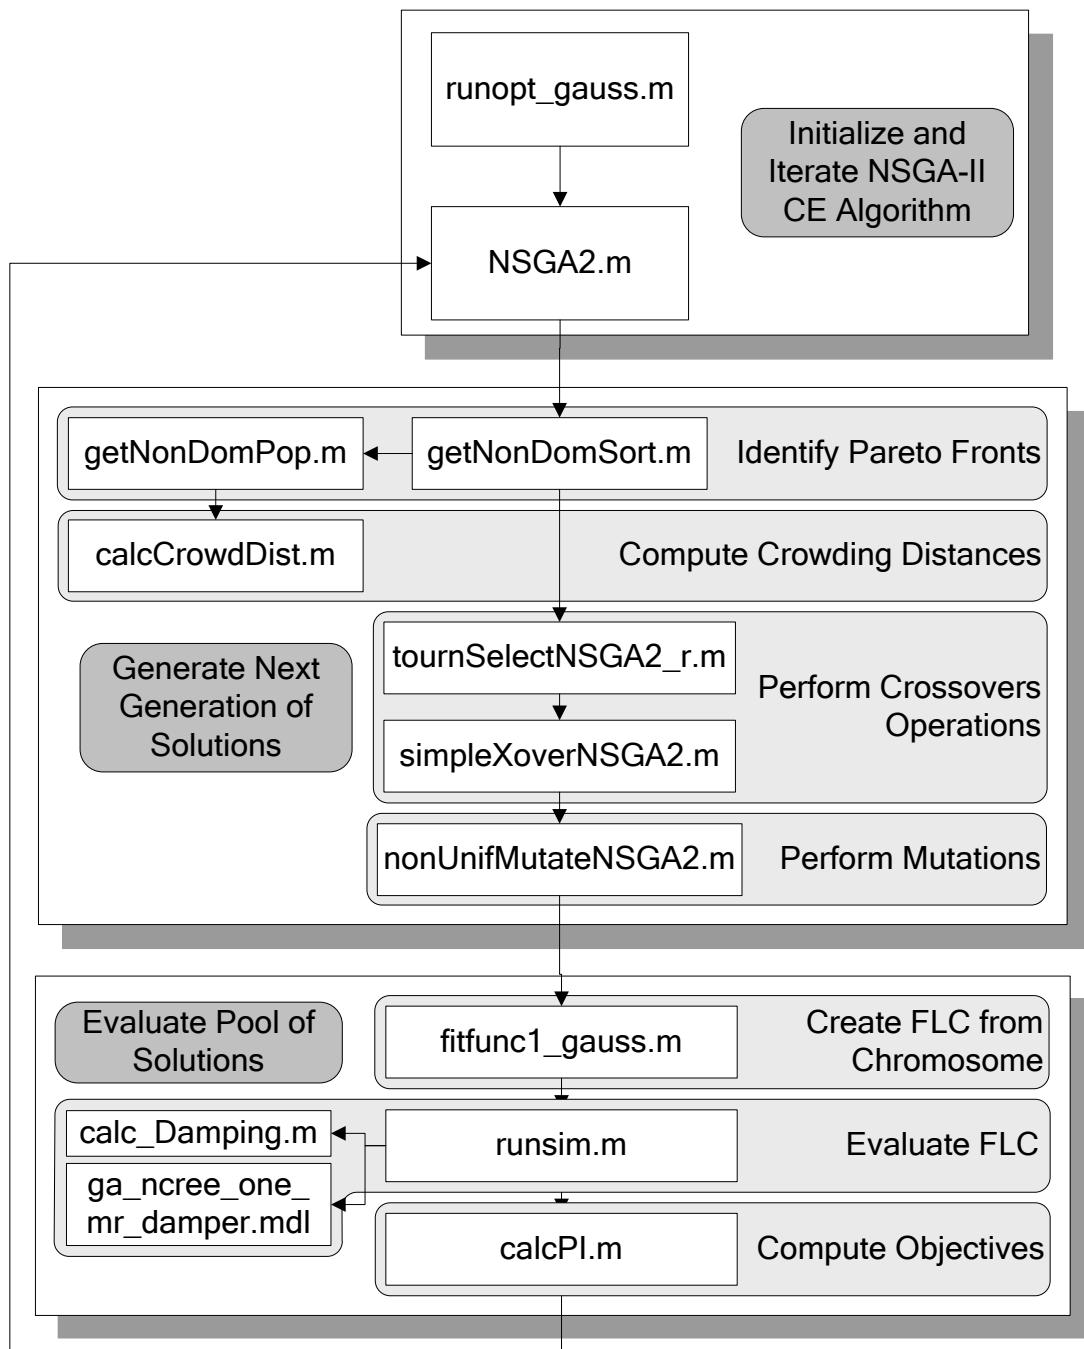 runopt_gauss.m
Initialize and
Iterate NSGA-II
CE Algorithm
NSGA2.m
getNonDomPop.m
getNonDomSort.m
Identify Pareto Fronts
calcCrowdDist.m
Compute Crowding Distances
tournSelectNSGA2_r.m
Perform Crossovers
Operations
simpleXoverNSGA2.m
Generate Next
Generation of
Solutions
nonUnifMutateNSGA2.m
Perform Mutations
Evaluate Pool of
Solutions
fitfunc1_gauss.m
Create FLC from
Chromosome
calc_Damping.m
runsim.m
Evaluate FLC
ga_ncree_one_
mr_damper.mdl
calcPI.m
Compute Objectives